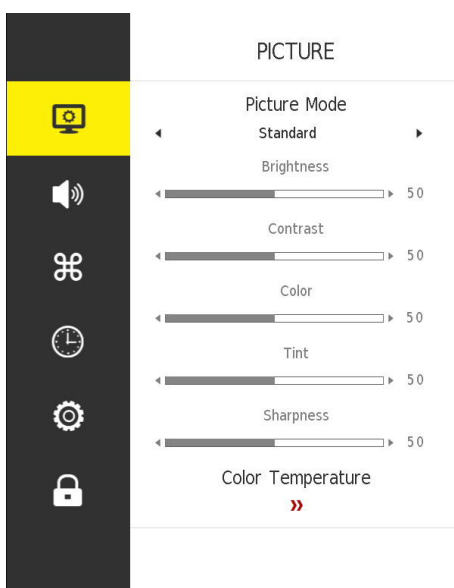 PICTURE
Picture Mode
Standard
Brightness
50
Contrast
50
Color
50
Tint
50
Sharpness
50
Color Temperature